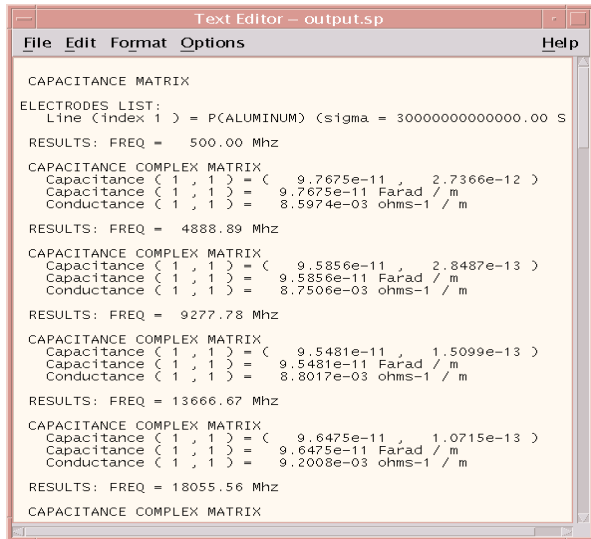 Text Editor – output.sp
File Edit Format Options Help
CAPACITANCE MATRIX
ELECTRODES LIST:
Line (index 1 ) = P(ALUMINUM) (sigma = 30000000000000.00 S
RESULTS: FREQ = 500.00 Mhz
CAPACITANCE COMPLEX MATRIX
Capacitance ( 1 , 1 ) = ( 9.7675e-11 , 2.7366e-12 )
Capacitance ( 1 , 1 ) = 9.7675e-11 Farad / m
Conductance ( 1 , 1 ) = 8.5974e-03 ohms-1 / m
RESULTS: FREQ = 4888.89 Mhz
CAPACITANCE COMPLEX MATRIX
Capacitance ( 1 , 1 ) = ( 9.5856e-11 , 2.8487e-13 )
Capacitance ( 1 , 1 ) = 9.5856e-11 Farad / m
Conductance ( 1 , 1 ) = 8.7506e-03 ohms-1 / m
RESULTS: FREQ = 9277.78 Mhz
CAPACITANCE COMPLEX MATRIX
Capacitance ( 1 , 1 ) = ( 9.5481e-11 , 1.5099e-13 )
Capacitance ( 1 , 1 ) = 9.5481e-11 Farad / m
Conductance ( 1 , 1 ) = 8.8017e-03 ohms-1 / m
RESULTS: FREQ = 13666.67 Mhz
CAPACITANCE COMPLEX MATRIX
Capacitance ( 1 , 1 ) = ( 9.6475e-11 , 1.0715e-13 )
Capacitance ( 1 , 1 ) = 9.6475e-11 Farad / m
Conductance ( 1 , 1 ) = 9.2008e-03 ohms-1 / m
RESULTS: FREQ = 18055.56 Mhz
CAPACITANCE COMPLEX MATRIX